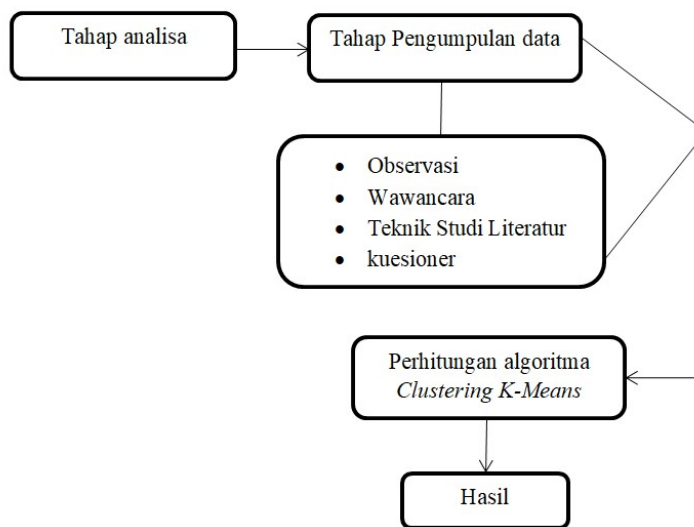 Tahap analisa
Tahap Pengumpulan data
• Observasi
• Wawancara
• Teknik Studi Literatur
• kuesioner
Perhitungan algoritma
Clustering K-Means
Hasil